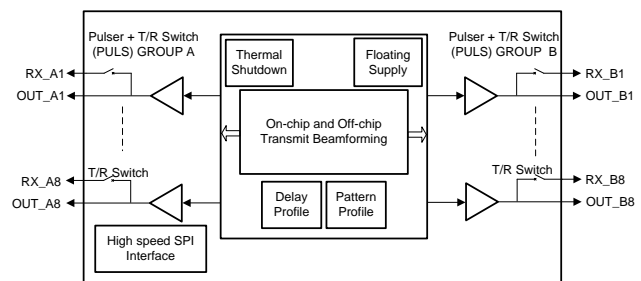 Pulser + T/R Switch
(PULS) GROUP A
RX_A1
OUT_A1
T/R Switch
RX_A8
OUT_A8
High speed SPI
Interface
Thermal
Shutdown
Floating
Supply
On-chip and Off-chip
Transmit Beamforming
Delay
Profile
Pattern
Profile
Pulser + T/R Switch
(PULS) GROUP B
RX_B1
OUT_B1
T/R Switch
RX_B8
OUT_B8